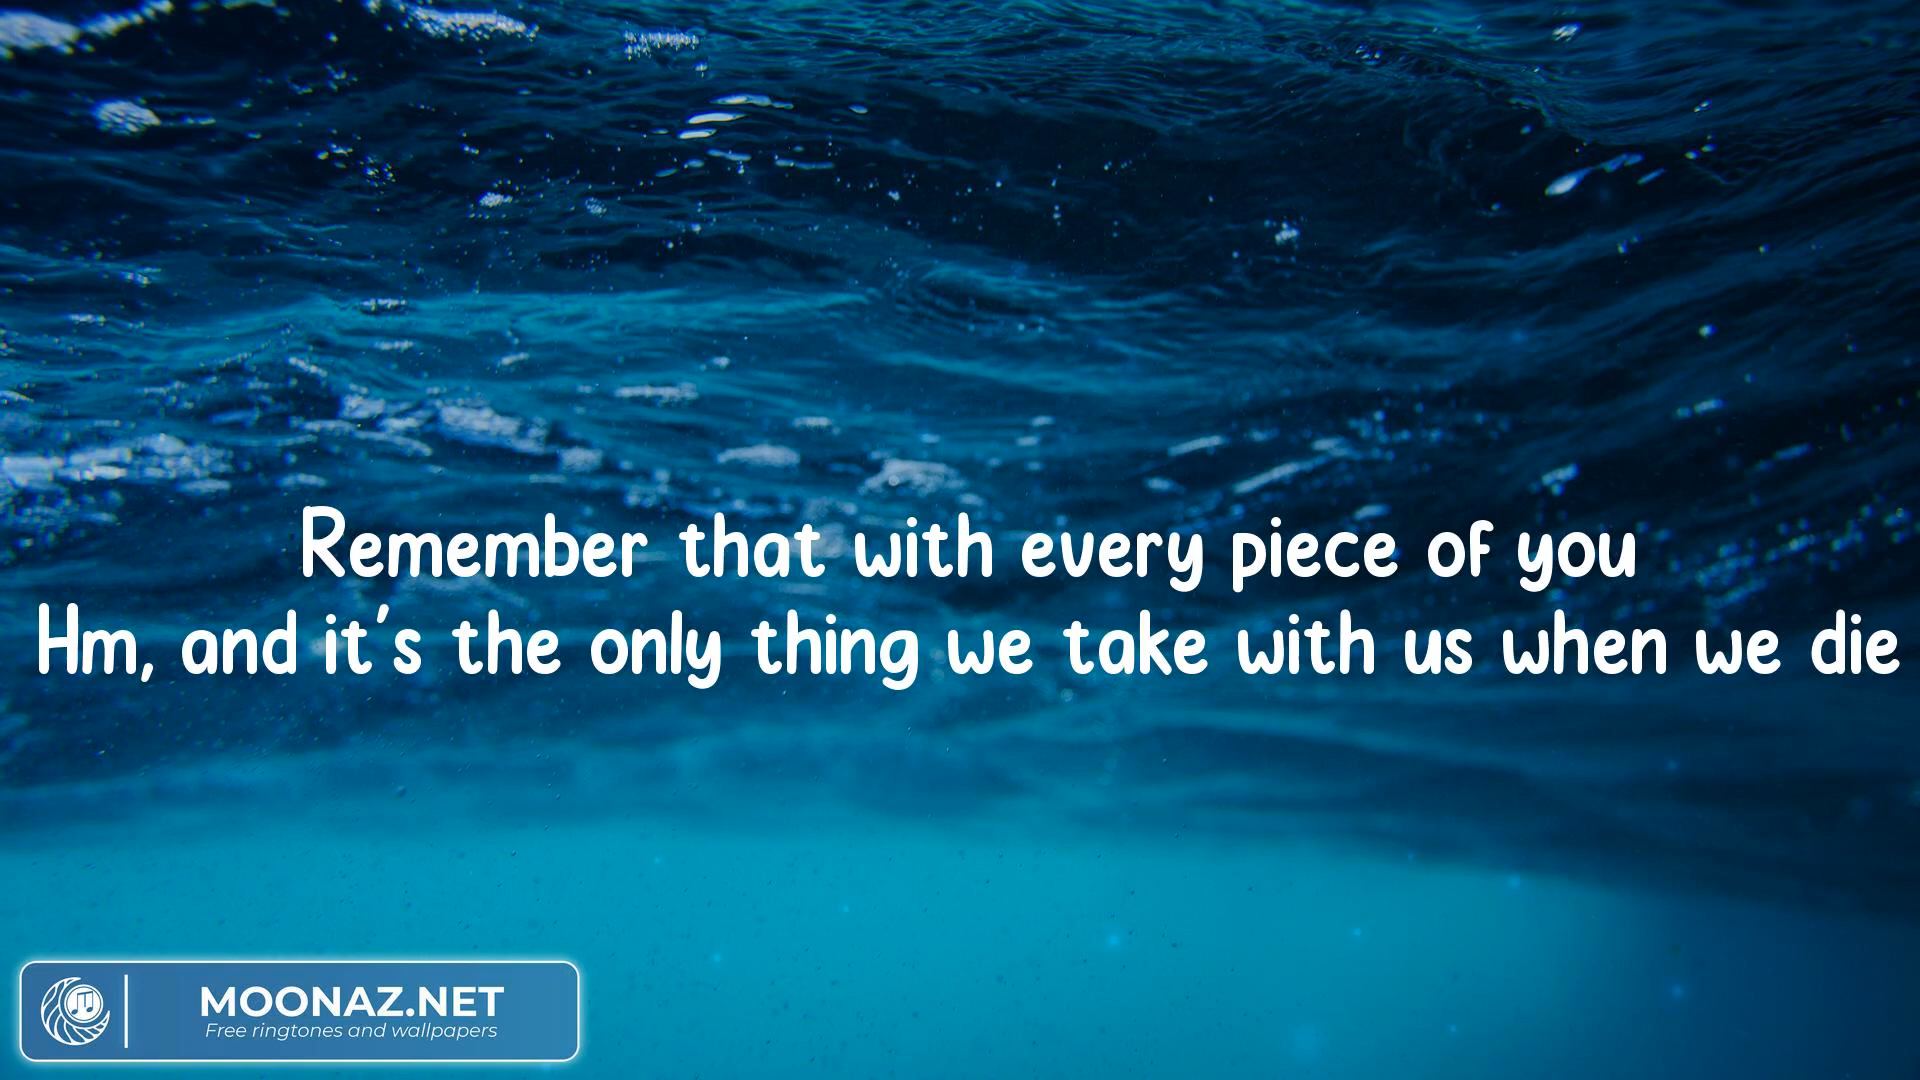 Remember that with every piece of you
Hm, and it's the only thing we take with us when we die
MOONAZ.NET
Free ringtones and wallpapers